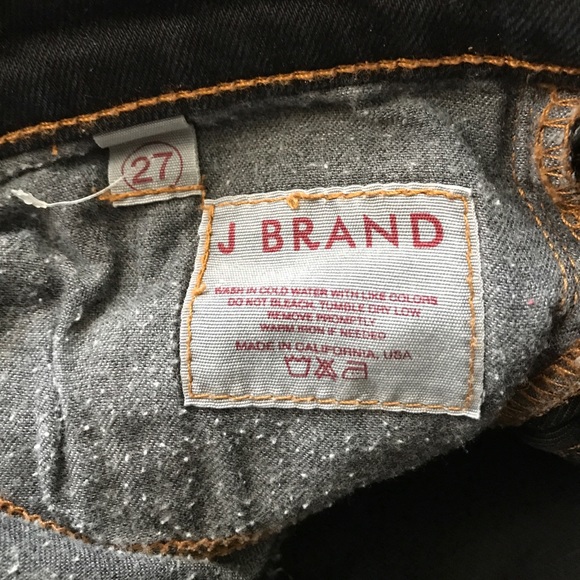 27
J BRAND
WASH IN COLD WATER WITH LIKE COLORS
DO NOT BLEACH, TUMBLE DRY LOW
REMOVE PROMPTLY
WARM IRON IF NEEDED
MADE IN CALIFORNIA, USA